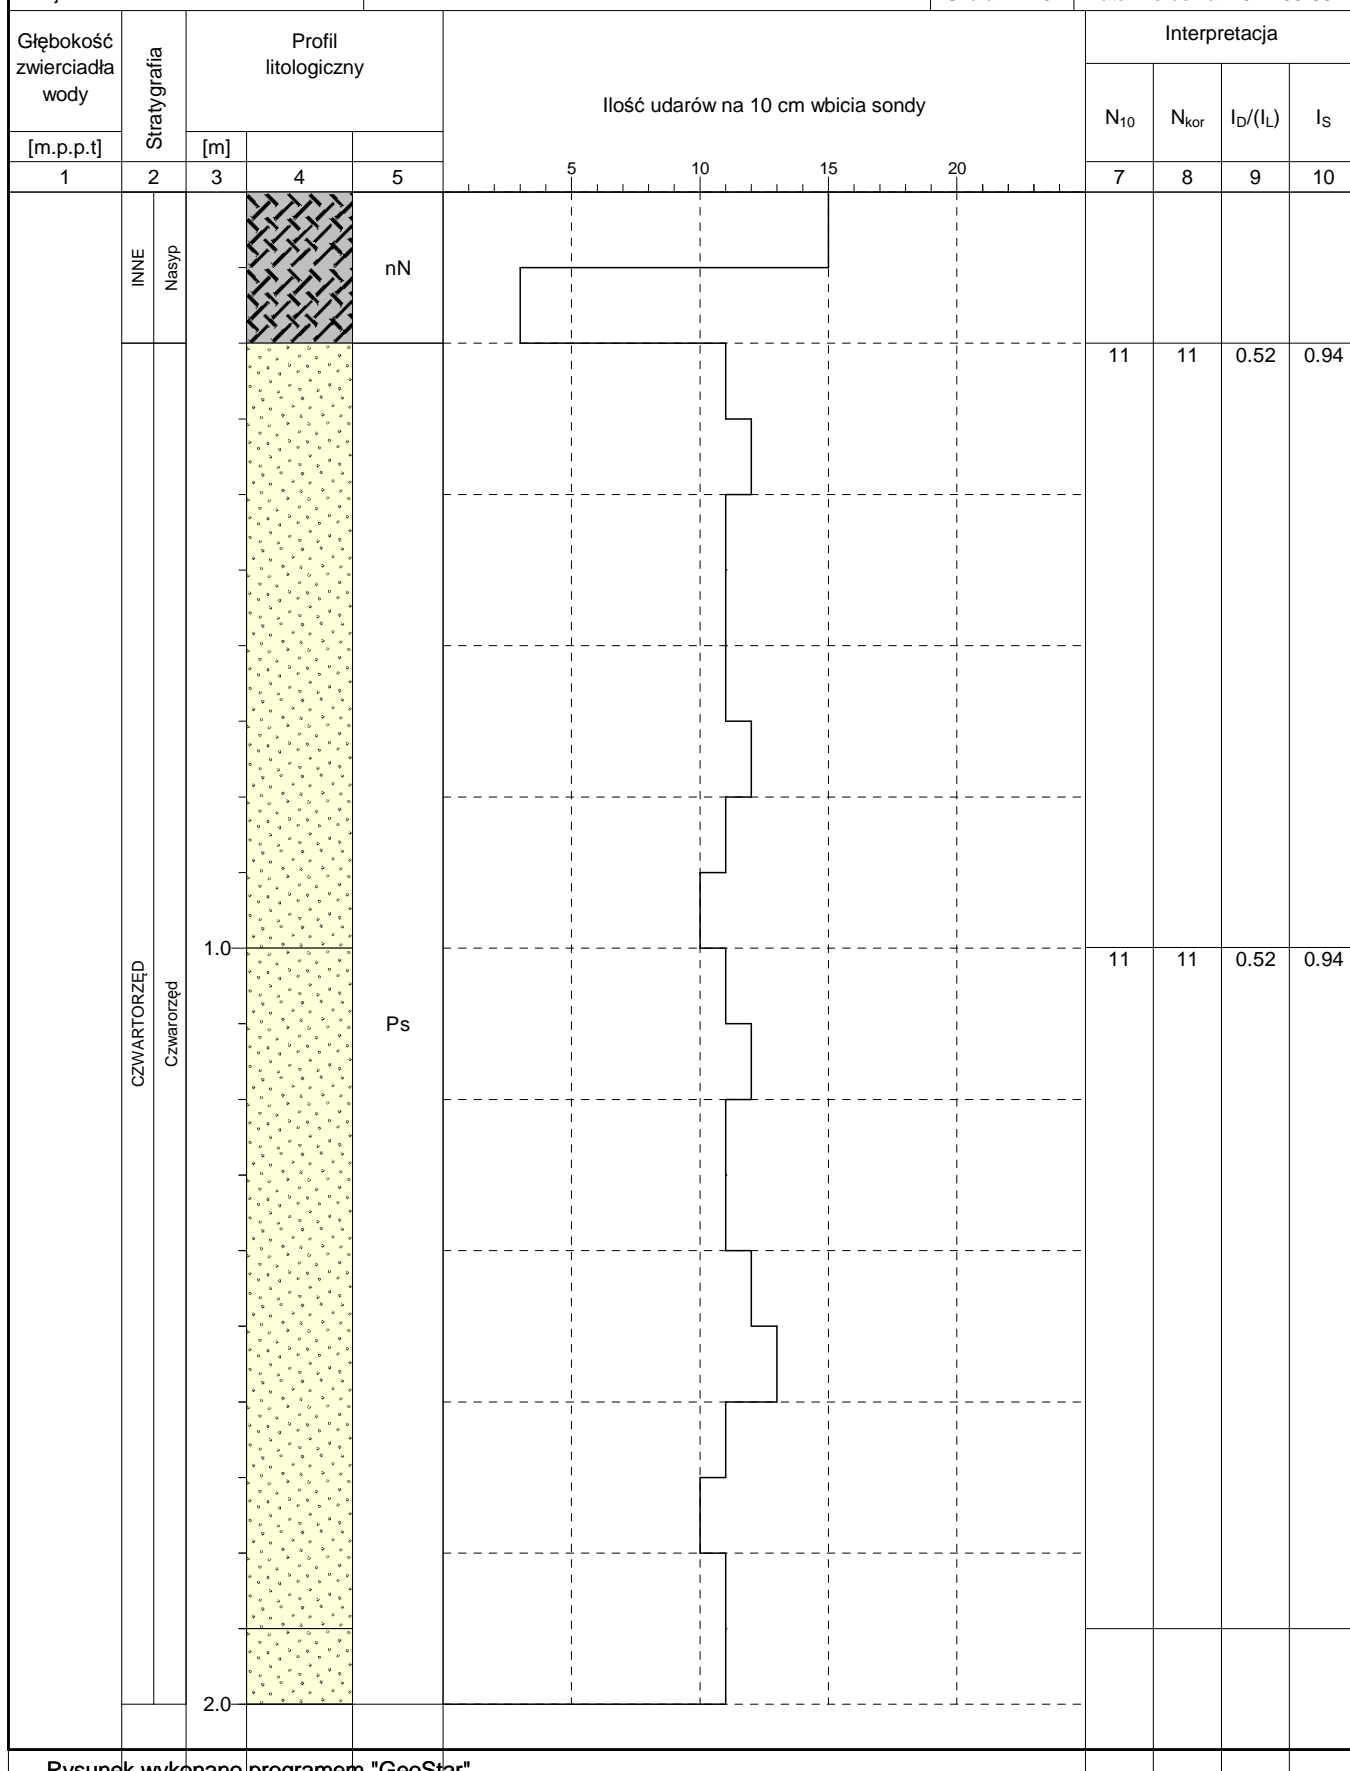 Głębokość
zwierciadła
wody
[m.p.p.t]
Stratygrafia
Profil
litologiczny
[m]
Ilość udarów na 10 cm wbicia sondy
Interpretacja
N10 Nkor ID/(IL) IS
5 10 15 20
1 2 3 4 5 7 8 9 10
INNE
Nasyp
nN
11 11 0.52 0.94
1.0
11 11 0.52 0.94
CZWARTORZĘD
Czwarorzęd
Ps
2.0
Rysunek wykonano programem "GeoStar"